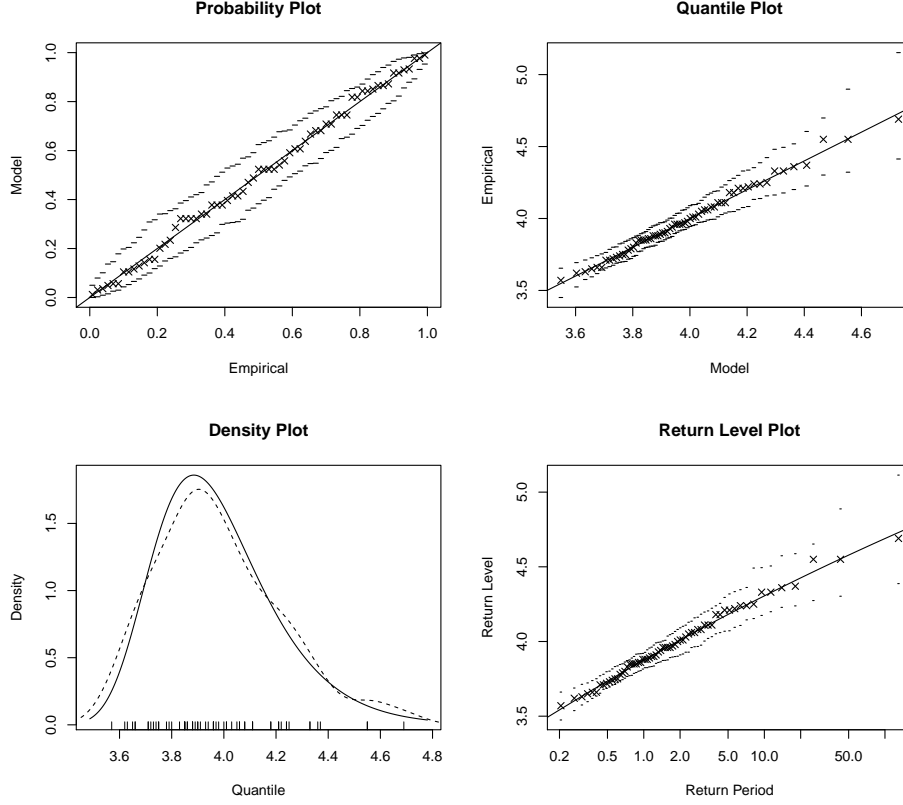 Probability Plot
Model
0.0 0.2 0.4 0.6 0.8 1.0
0.0 0.2 0.4 0.6 0.8 1.0
Empirical
Quantile Plot
Empirical
3.5 4.0 4.5 5.0
3.6 3.8 4.0 4.2 4.4 4.6
Model
Density Plot
Density
0.0 0.5 1.0 1.5
3.6 3.8 4.0 4.2 4.4 4.6 4.8
Quantile
Return Level Plot
Return Level
3.5 4.0 4.5 5.0
0.2 0.5 1.0 2.0 5.0 10.0 50.0
Return Period